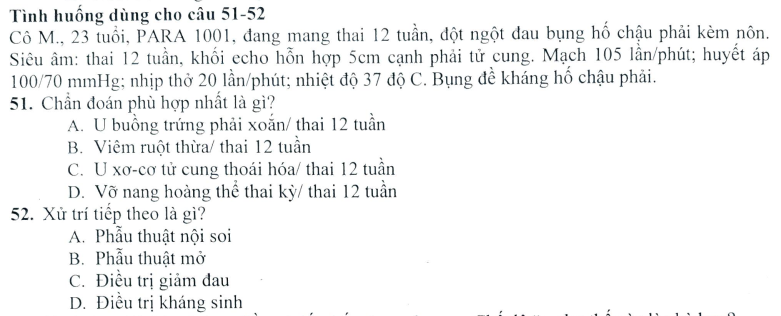 Tình huống dùng cho câu 51-52
Cô M., 23 tuổi, PARA 1001, đang mang thai 12 tuần, đột ngột đau bụng hố chậu phải kèm nôn.
Siêu âm: thai 12 tuần, khối echo hỗn hợp 5cm cạnh phải tử cung. Mạch 105 lần/phút; huyết áp
100/70 mmHg; nhịp thở 20 lần/phút; nhiệt độ 37 độ C. Bụng đề kháng hố chậu phải.
51. Chẩn đoán phù hợp nhất là gì?
A. U buồng trứng phải xoắn/ thai 12 tuần
B. Viêm ruột thừa/ thai 12 tuần
C. U xơ-cơ tử cung thoái hóa/ thai 12 tuần
D. Vỡ nang hoàng thể thai kỳ/ thai 12 tuần
52. Xử trí tiếp theo là gì?
A. Phẫu thuật nội soi
B. Phẫu thuật mở
C. Điều trị giảm đau
D. Điều trị kháng sinh